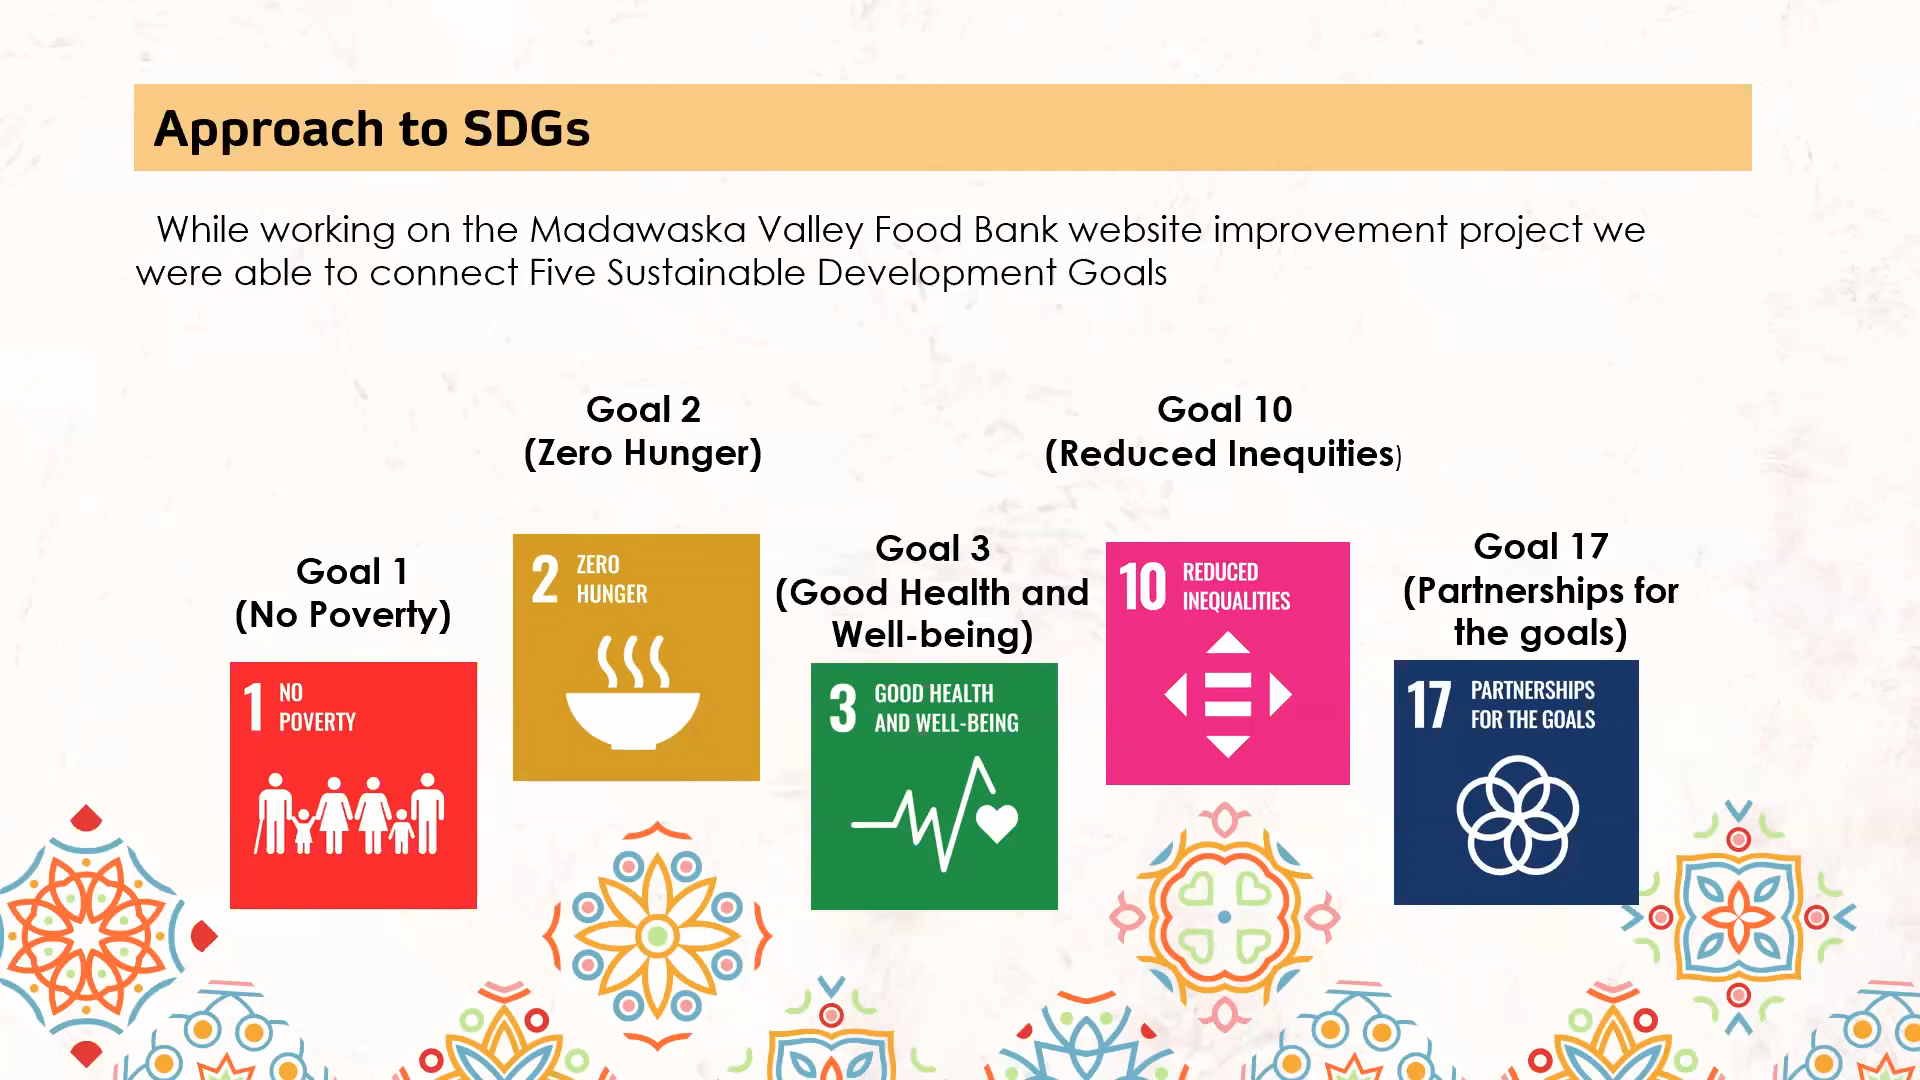 Approach to SDGs
While working on the Madawaska Valley Food Bank website improvement project we
were able to connect Five Sustainable Development Goals
Goal 1
(No Poverty)
1 NO
POVERTY
Goal 2
(Zero Hunger)
2 ZERO
HUNGER
Goal 3
(Good Health and
Well-being)
3 GOOD HEALTH
AND WELL-BEING
Goal 10
(Reduced Inequities)
10 REDUCED
INEQUALITIES
Goal 17
(Partnerships for
the goals)
17 PARTNERSHIPS
FOR THE GOALS